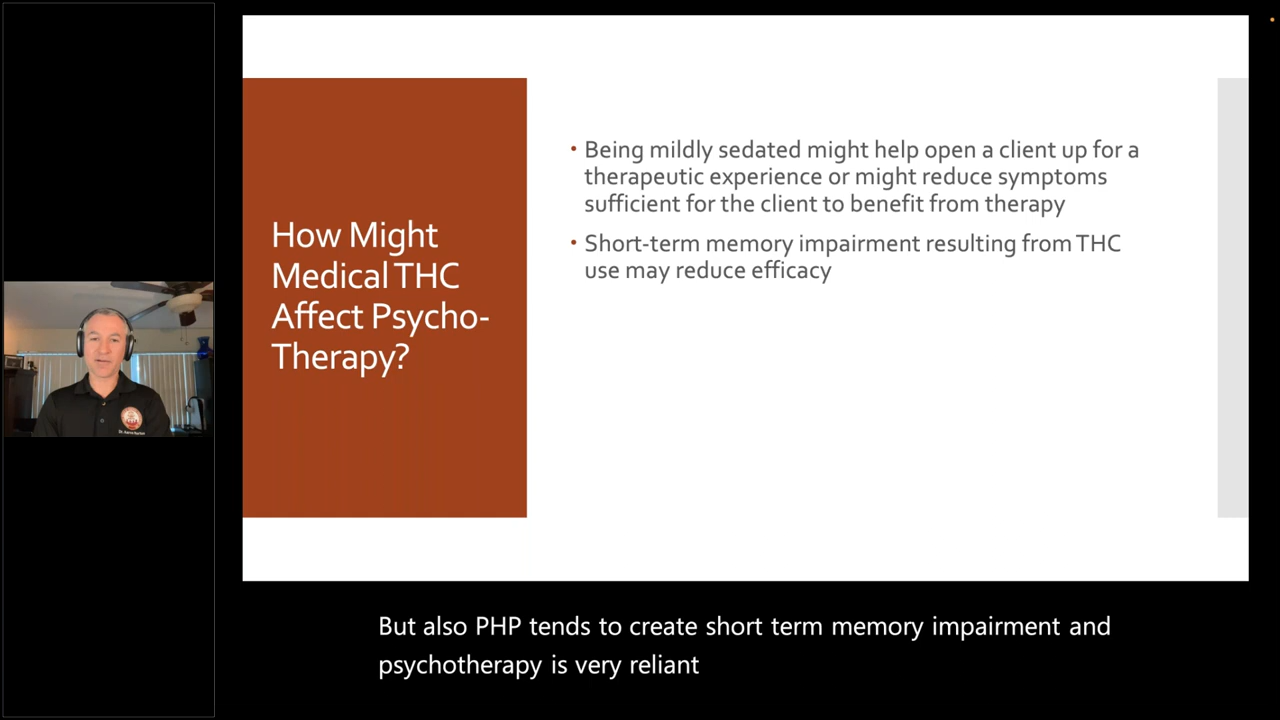 How Might
Medical THC
Affect Psycho-
Therapy?
• Being mildly sedated might help open a client up for a
therapeutic experience or might reduce symptoms
sufficient for the client to benefit from therapy
• Short-term memory impairment resulting from THC
use may reduce efficacy
But also PHP tends to create short term memory impairment and
psychotherapy is very reliant